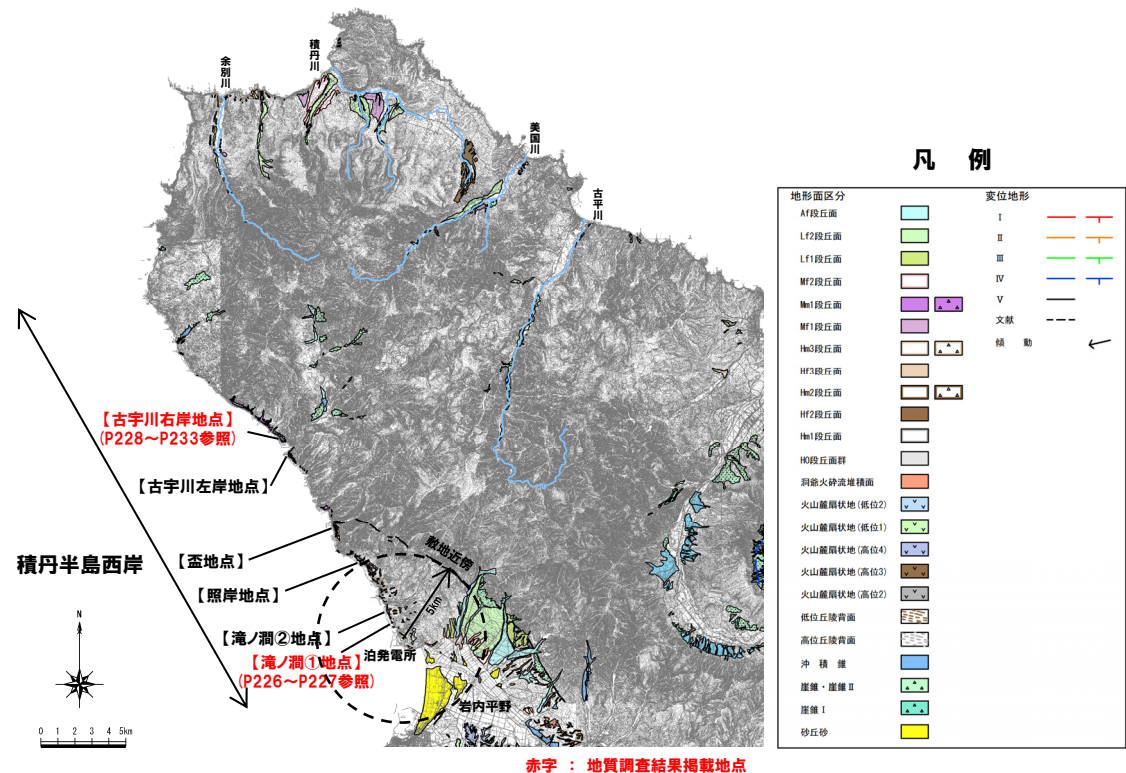 余別川
積丹川
美国川
古平川
【古宇川右岸地点】
(P228~P233参照)
【古宇川左岸地点】
【盃地点】
積丹半島西岸
【照岸地点】
【滝ノ澗②地点】
【滝ノ澗①地点】
(P226~P227参照)
敷地近傍
5km
泊発電所
岩内平野
N
0 1 2 3 4 5km
赤字 : 地質調査結果掲載地点
凡 例
地形面区分
Af段丘面
Lf2段丘面
Lf1段丘面
Mf2段丘面
Mm1段丘面
Mf1段丘面
Hm3段丘面
Hf3段丘面
Hm2段丘面
Hf2段丘面
Hm1段丘面
H0段丘面群
洞爺火砕流堆積面
火山麓扇状地(低位2)
火山麓扇状地(低位1)
火山麓扇状地(高位4)
火山麓扇状地(高位3)
火山麓扇状地(高位2)
低位丘陵背面
高位丘陵背面
沖 積 錐
崖錐・崖錐Ⅱ
崖錐Ⅰ
砂丘砂
変位地形
Ⅰ
Ⅱ
Ⅲ
Ⅳ
Ⅴ
文献
傾 動